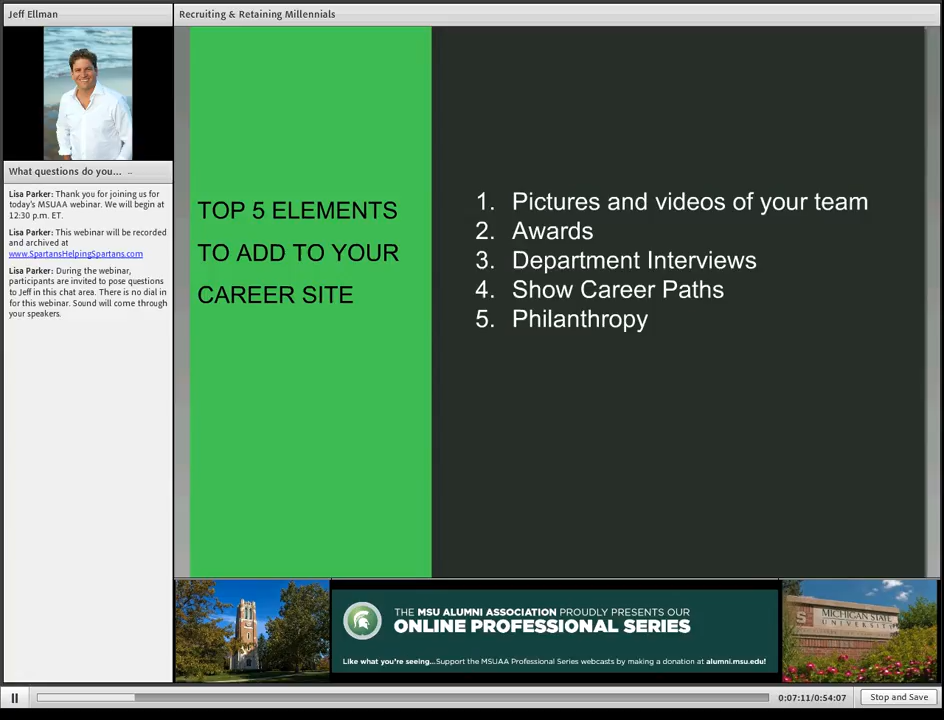 Jeff Ellman
Recruiting & Retaining Millennials
What questions do you...
Lisa Parker: Thank you for joining us for
today's MSUAA webinar. We will begin at
12:30 p.m. ET.
Lisa Parker: This webinar will be recorded
and archived at
www.SpartansHelpingSpartans.com
Lisa Parker: During the webinar,
participants are invited to pose questions
to Jeff in this chat area. There is no dial in
for this webinar. Sound will come through
your speakers.
TOP 5 ELEMENTS
TO ADD TO YOUR
CAREER SITE
1. Pictures and videos of your team
2. Awards
3. Department Interviews
4. Show Career Paths
5. Philanthropy
THE MSU ALUMNI ASSOCIATION PROUDLY PRESENTS OUR
ONLINE PROFESSIONAL SERIES
Like what you're seeing...Support the MSUAA Professional Series webcasts by making a donation at alumni.msu.edu!
S
MICHIGAN STATE
UNIVERSITY
0:07:11/0:54:07
Stop and Save